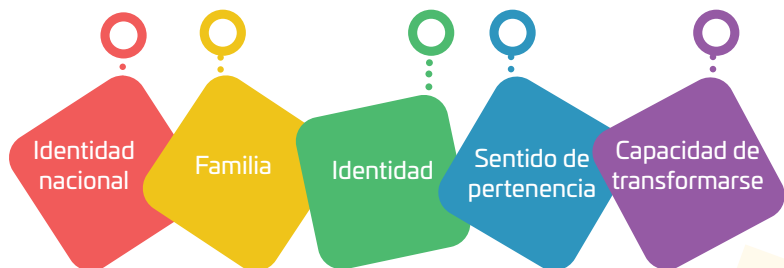 Identidad
nacional
Familia
Identidad
Sentido de
pertenencia
Capacidad de
transformarse